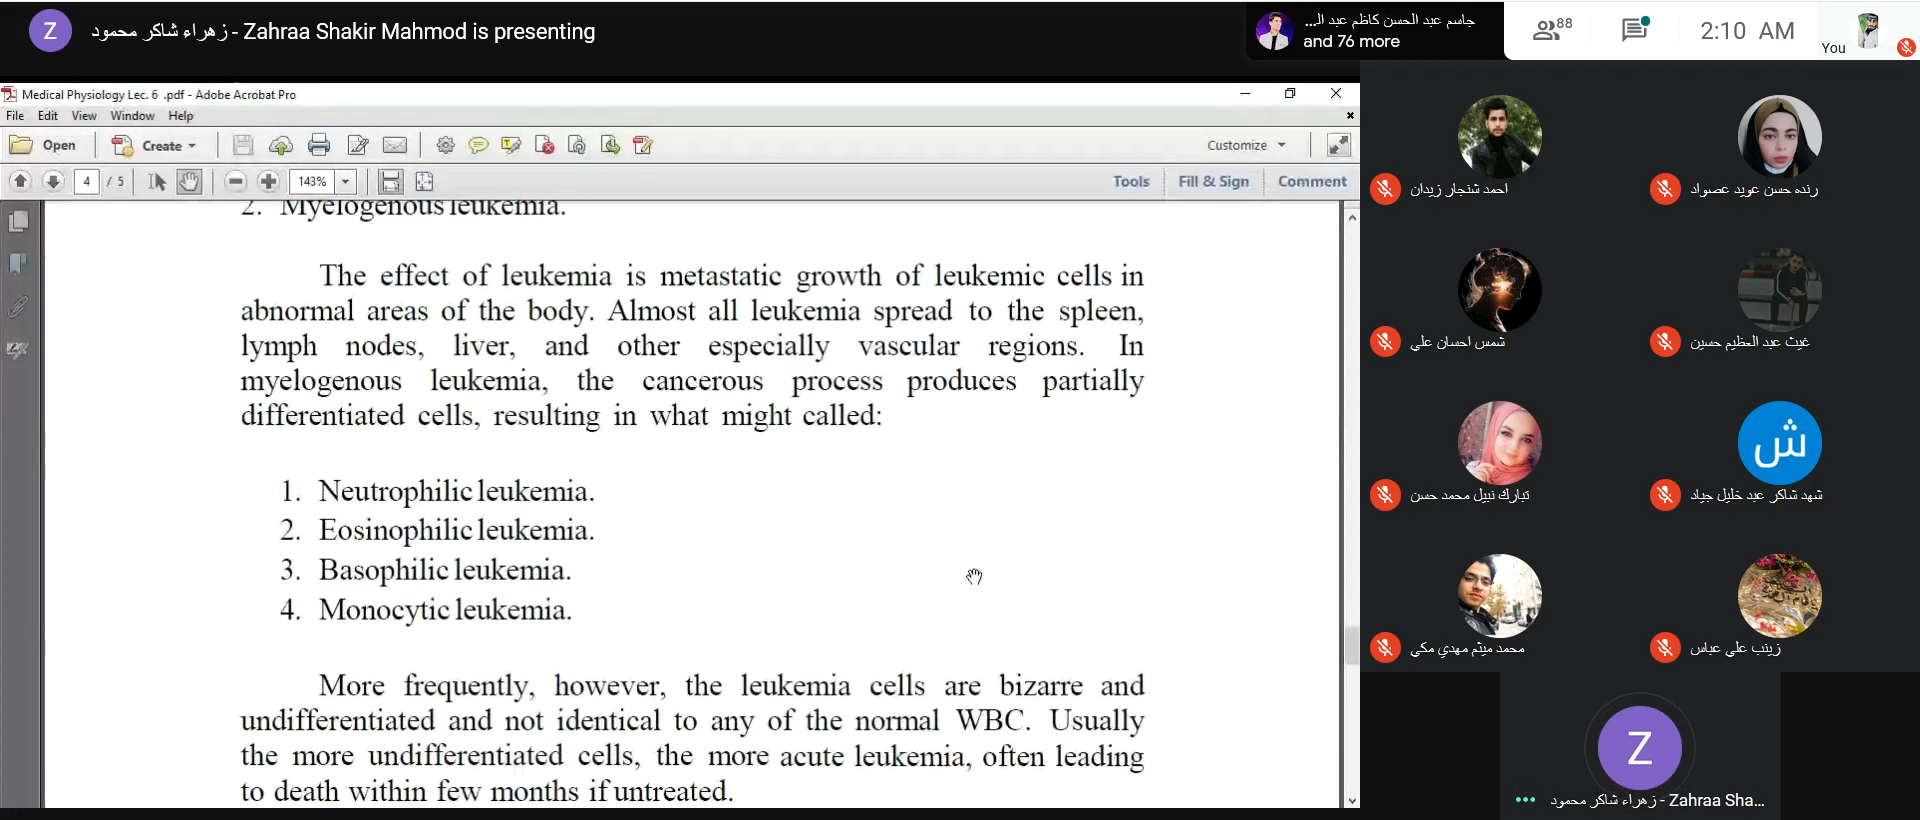 Z
زهراء شاكر محمود - Zahraa Shakir Mahmod is presenting
جاسم عبد الحسن كاظم عبد الـ...
and 76 more
88
2:10 AM
You
Medical Physiology Lec. 6 .pdf - Adobe Acrobat Pro
File Edit View Window Help
Open Create Customize
4 / 5 143% Tools Fill & Sign Comment
2. Myelogenous leukemia.
The effect of leukemia is metastatic growth of leukemic cells in
abnormal areas of the body. Almost all leukemia spread to the spleen,
lymph nodes, liver, and other especially vascular regions. In
myelogenous leukemia, the cancerous process produces partially
differentiated cells, resulting in what might called:
1. Neutrophilic leukemia.
2. Eosinophilic leukemia.
3. Basophilic leukemia.
4. Monocytic leukemia.
More frequently, however, the leukemia cells are bizarre and
undifferentiated and not identical to any of the normal WBC. Usually
the more undifferentiated cells, the more acute leukemia, often leading
to death within few months if untreated.
احمد شنجار زيدان
رنده حسن عويد عصواد
شمس احسان علي
غيث عبد العظيم حسين
ش
تبارك نبيل محمد حسن
شهد شاكر عبد خليل جياد
محمد ميثم مهدي مكي
زينب علي عباس
Z
زهراء شاكر محمود - Zahraa Sha...